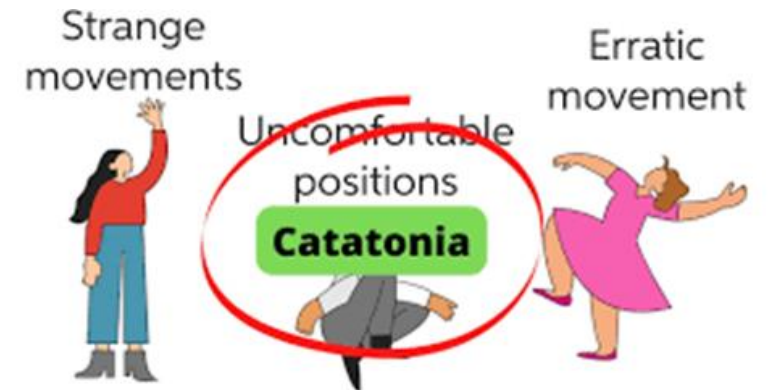 Strange
movements
Uncomfortable
positions
Catatonia
Erratic
movement